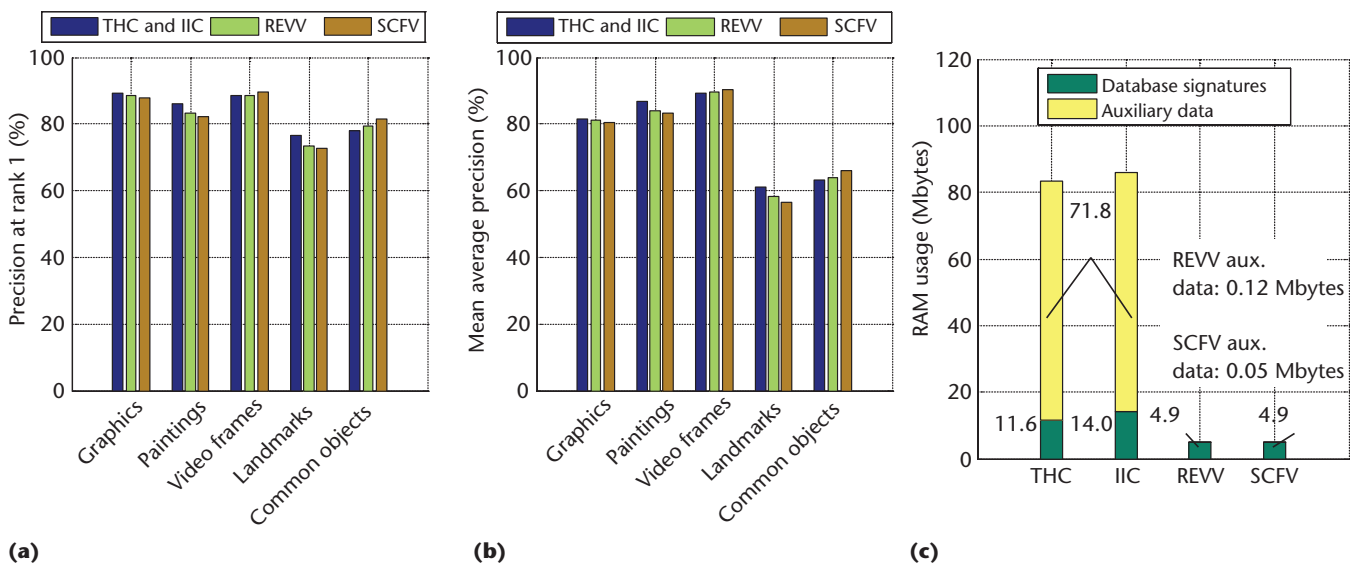 THC and IIC REVV SCFV
Precision at rank 1 (%)
100
80
60
40
20
0
Graphics
Paintings
Video frames
Landmarks
Common objects
(a)
THC and IIC REVV SCFV
Mean average precision (%)
100
80
60
40
20
0
Graphics
Paintings
Video frames
Landmarks
Common objects
(b)
RAM usage (Mbytes)
120
100
80
60
40
20
0
Database signatures
Auxiliary data
71.8
REVV aux.
data: 0.12 Mbytes
SCFV aux.
data: 0.05 Mbytes
11.6
14.0
4.9
4.9
THC
IIC
REVV
SCFV
(c)